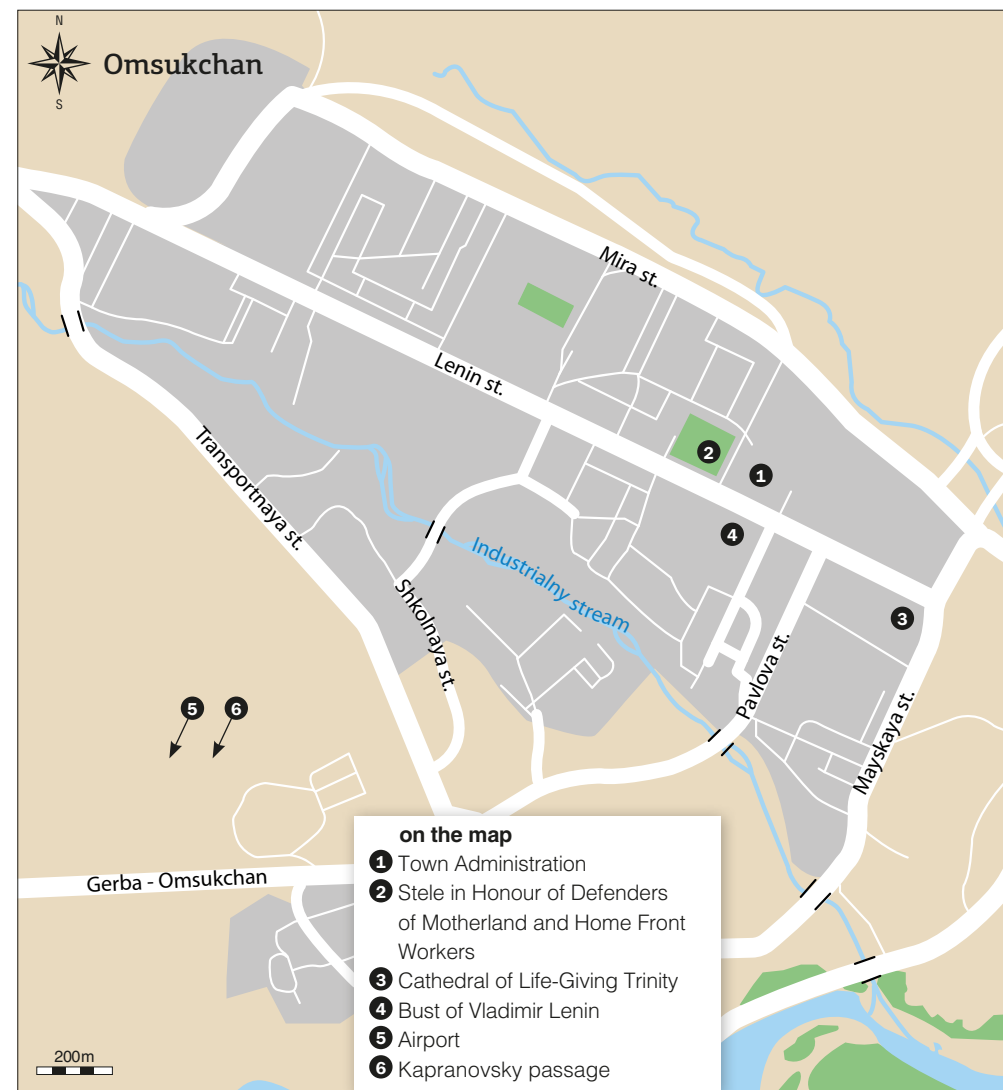 N
S
Omsukchan
Mira st.
Lenin st.
Transportnaya st.
2
1
4
Industrialny stream
Shkolnaya st.
3
Pavlova st.
5
6
Mayskaya st.
Gerba - Omsukchan
on the map
1 Town Administration
2 Stele in Honour of Defenders
of Motherland and Home Front
Workers
3 Cathedral of Life-Giving Trinity
4 Bust of Vladimir Lenin
5 Airport
6 Kapranovsky passage
200m